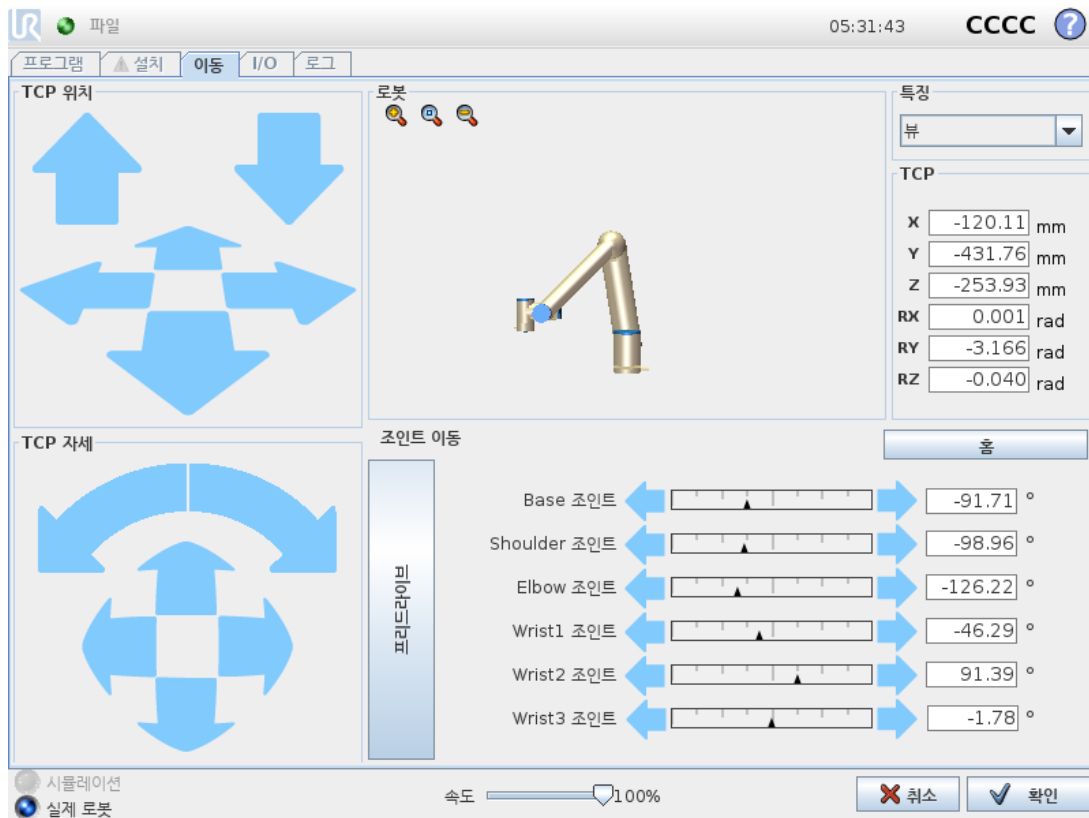 UR 파일 05:31:43 CCCC ?
프로그램 설치 이동 I/O 로그
TCP 위치
로봇
특징
뷰
TCP
X -120.11 mm
Y -431.76 mm
Z -253.93 mm
RX 0.001 rad
RY -3.166 rad
RZ -0.040 rad
TCP 자세
조인트 이동
홈
프리드라이브
Base 조인트 -91.71 °
Shoulder 조인트 -98.96 °
Elbow 조인트 -126.22 °
Wrist1 조인트 -46.29 °
Wrist2 조인트 91.39 °
Wrist3 조인트 -1.78 °
시뮬레이션
실제 로봇
속도 100%
취소 확인